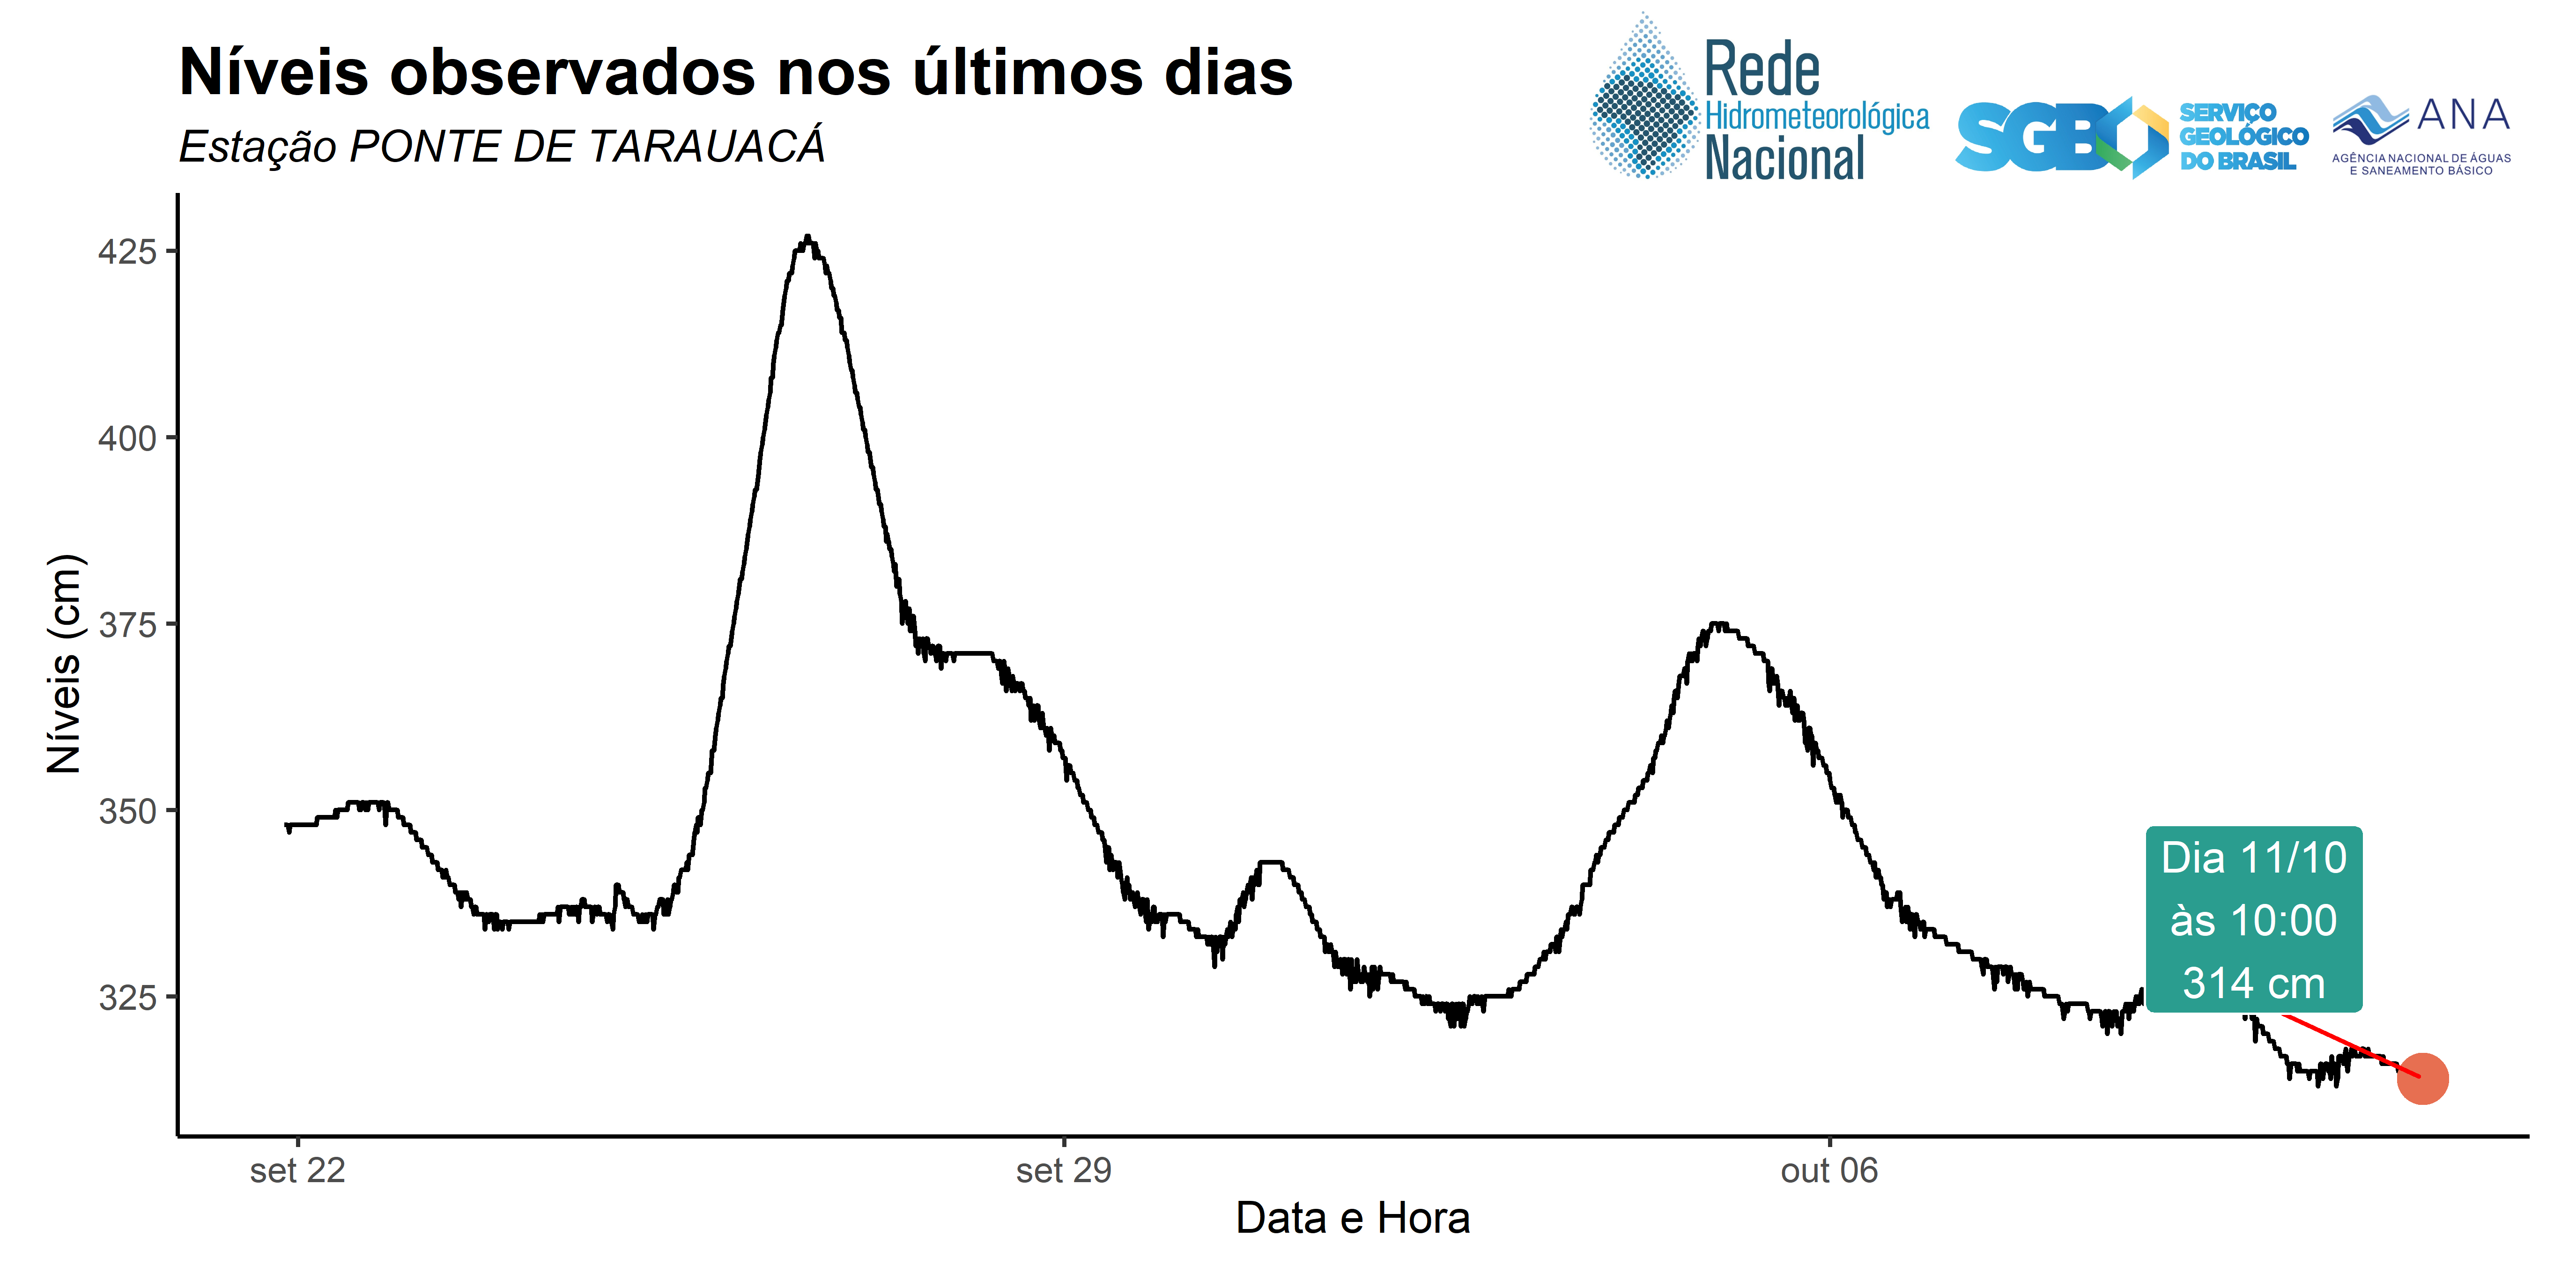 Níveis observados nos últimos dias
Estação PONTE DE TARAUACÁ
Rede
Hidrometeorológica
Nacional
SGB
SERVIÇO
GEOLÓGICO
DO BRASIL
ANA
AGÊNCIA NACIONAL DE ÁGUAS
E SANEAMENTO BÁSICO
Níveis (cm)
425
400
375
350
325
Dia 11/10
às 10:00
314 cm
set 22
set 29
out 06
Data e Hora